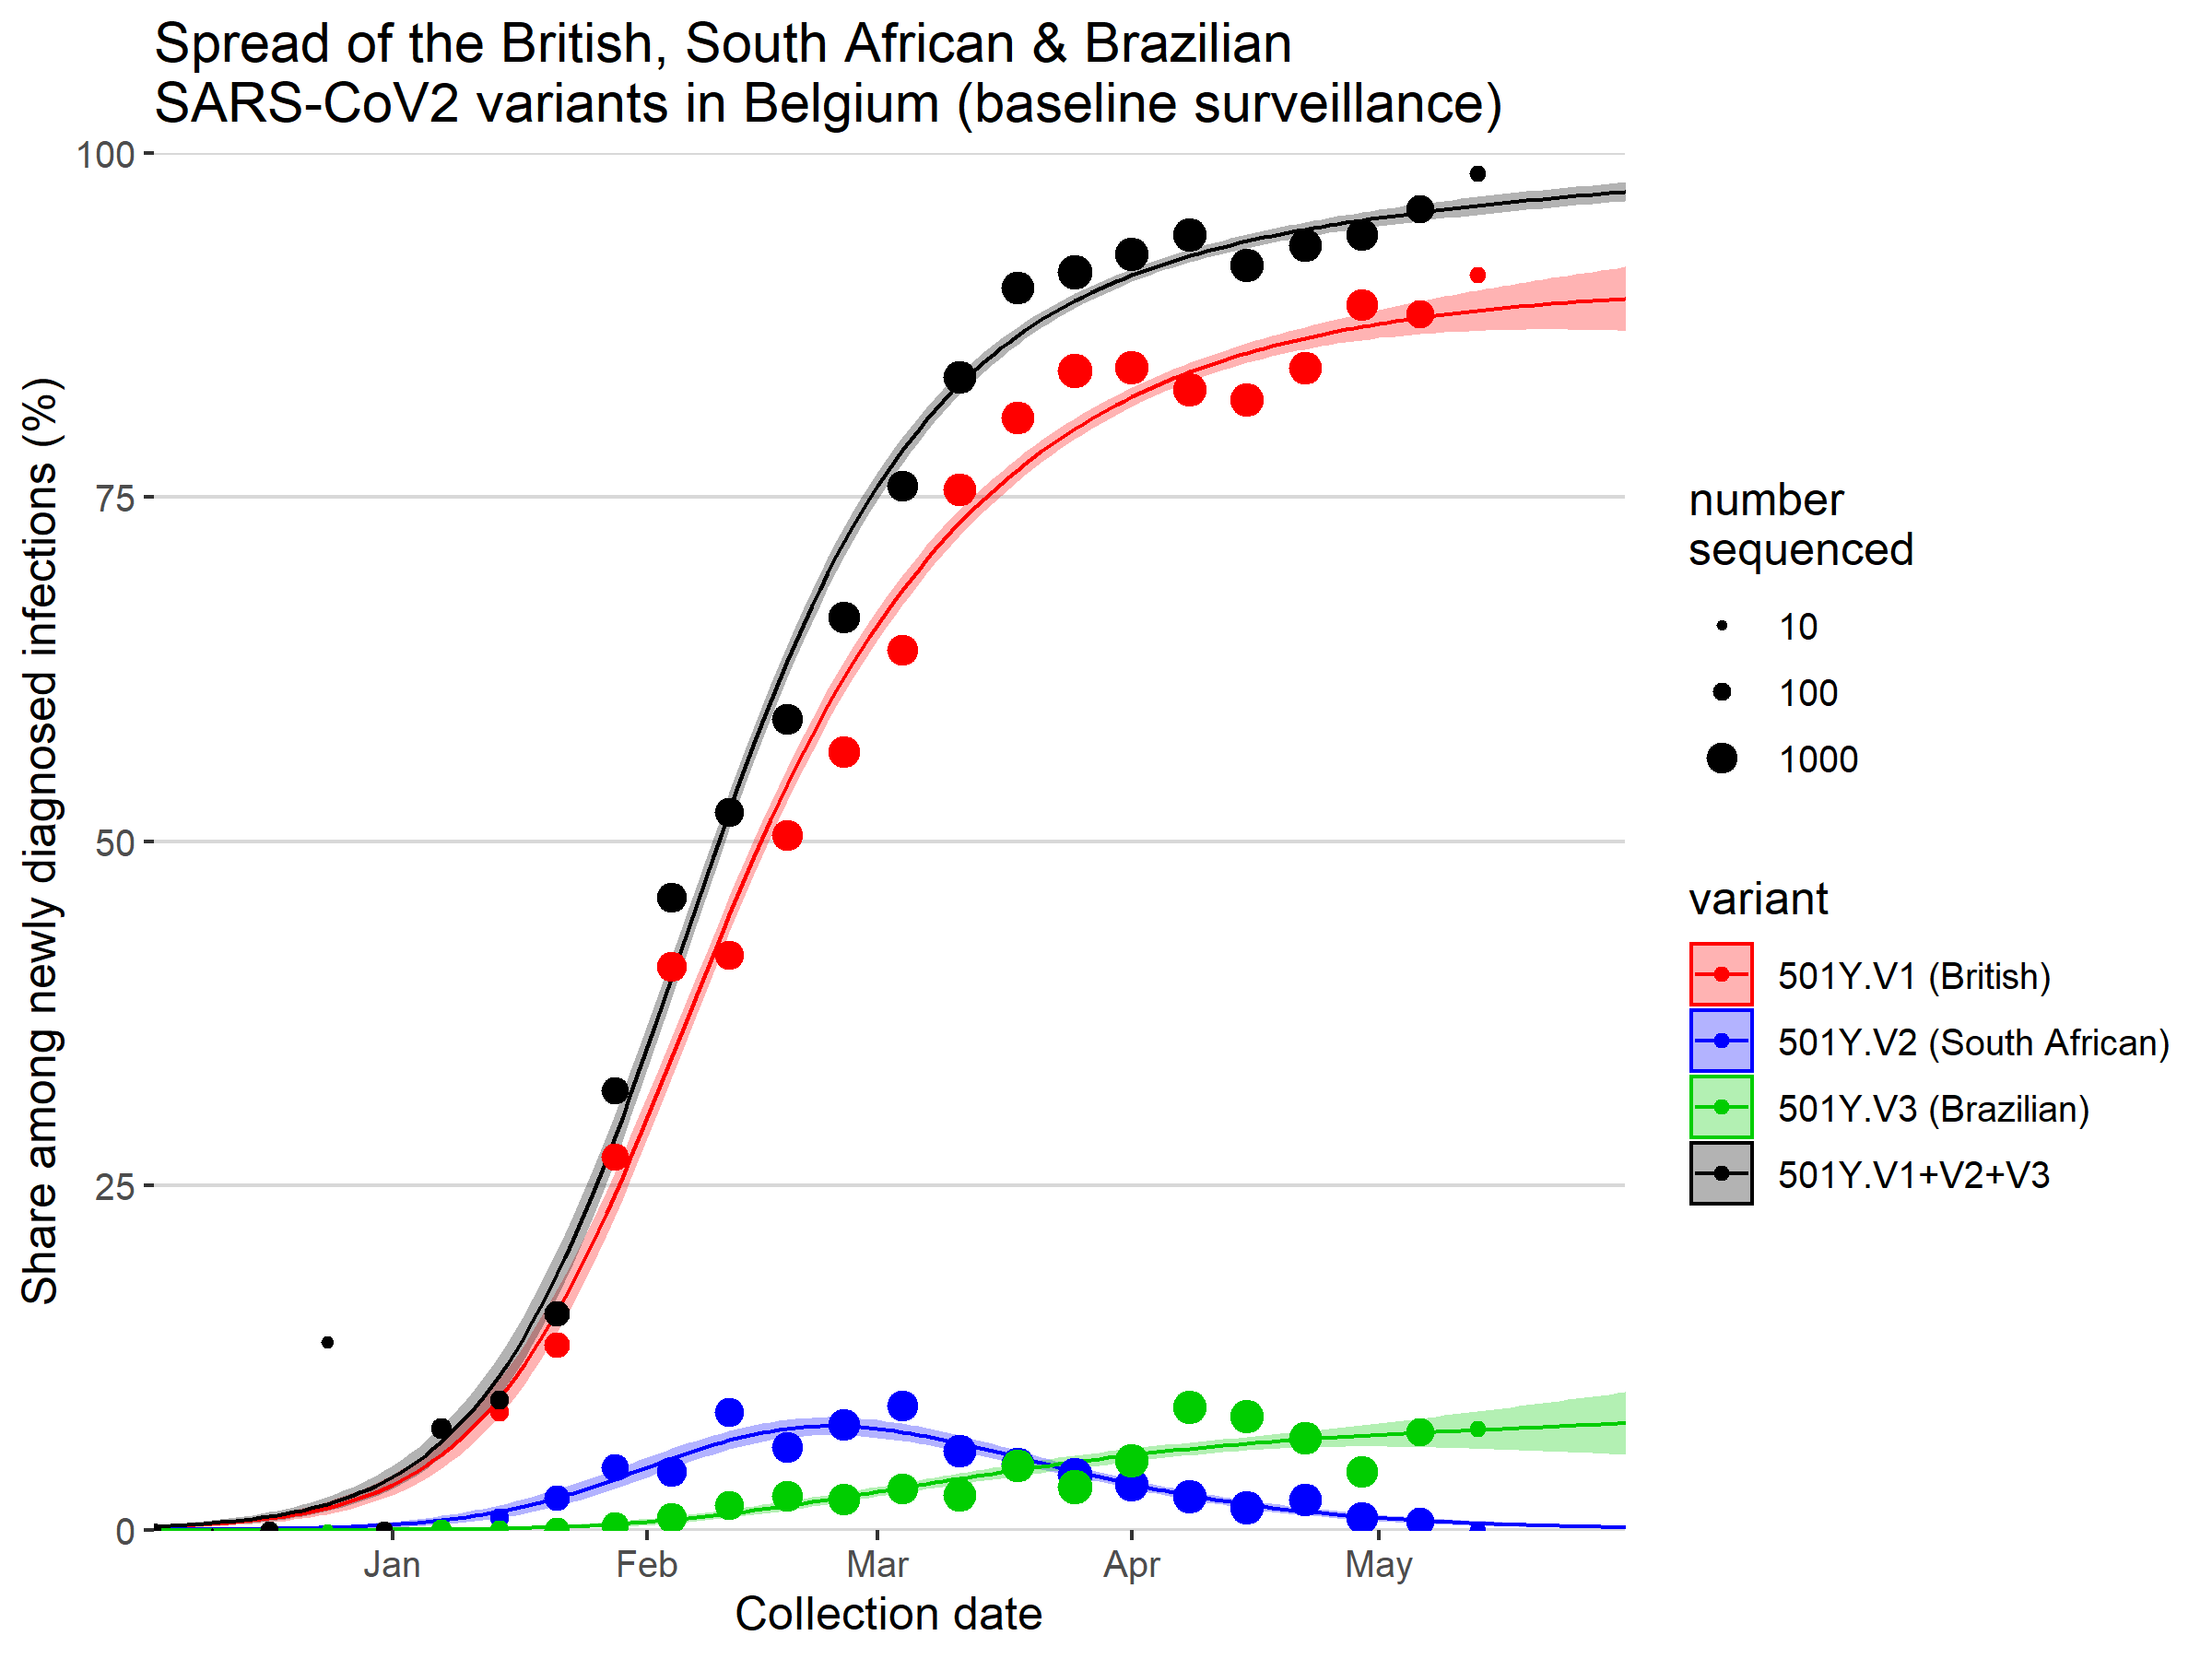 Spread of the British, South African & Brazilian
SARS-CoV2 variants in Belgium (baseline surveillance)
Share among newly diagnosed infections (%)
100
75
50
25
0
Jan
Feb
Mar
Apr
May
Collection date
number
sequenced
10
100
1000
variant
501Y.V1 (British)
501Y.V2 (South African)
501Y.V3 (Brazilian)
501Y.V1+V2+V3